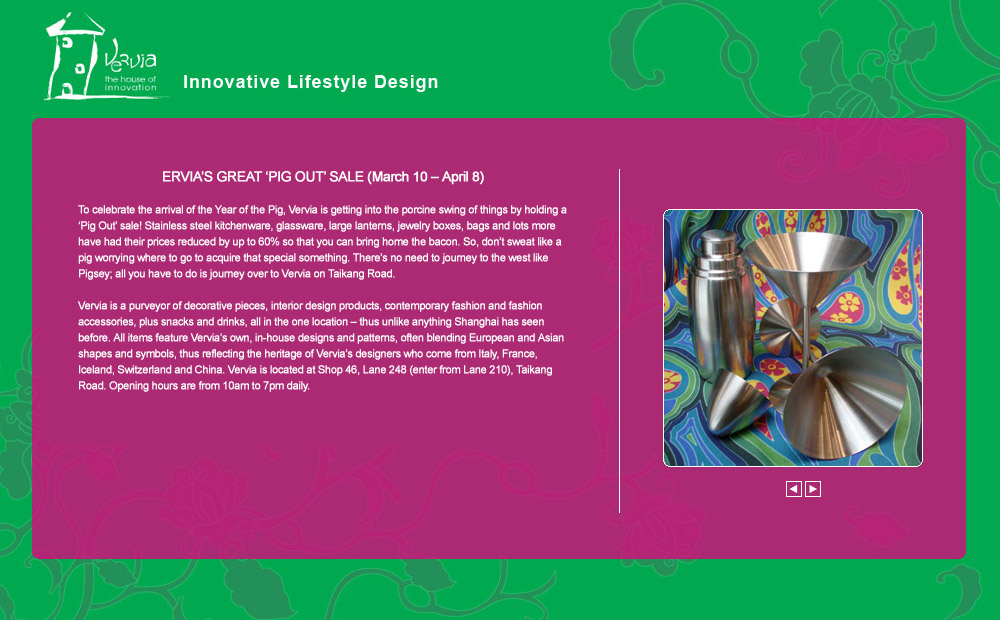 Vervia
the house of
innovation
Innovative Lifestyle Design
ERVIA'S GREAT 'PIG OUT' SALE (March 10 – April 8)
To celebrate the arrival of the Year of the Pig, Vervia is getting into the porcine swing of things by holding a
'Pig Out' sale! Stainless steel kitchenware, glassware, large lanterns, jewelry boxes, bags and lots more
have had their prices reduced by up to 60% so that you can bring home the bacon. So, don't sweat like a
pig worrying where to go to acquire that special something. There's no need to journey to the west like
Pigsey; all you have to do is journey over to Vervia on Taikang Road.
Vervia is a purveyor of decorative pieces, interior design products, contemporary fashion and fashion
accessories, plus snacks and drinks, all in the one location – thus unlike anything Shanghai has seen
before. All items feature Vervia's own, in-house designs and patterns, often blending European and Asian
shapes and symbols, thus reflecting the heritage of Vervia's designers who come from Italy, France,
Iceland, Switzerland and China. Vervia is located at Shop 46, Lane 248 (enter from Lane 210), Taikang
Road. Opening hours are from 10am to 7pm daily.